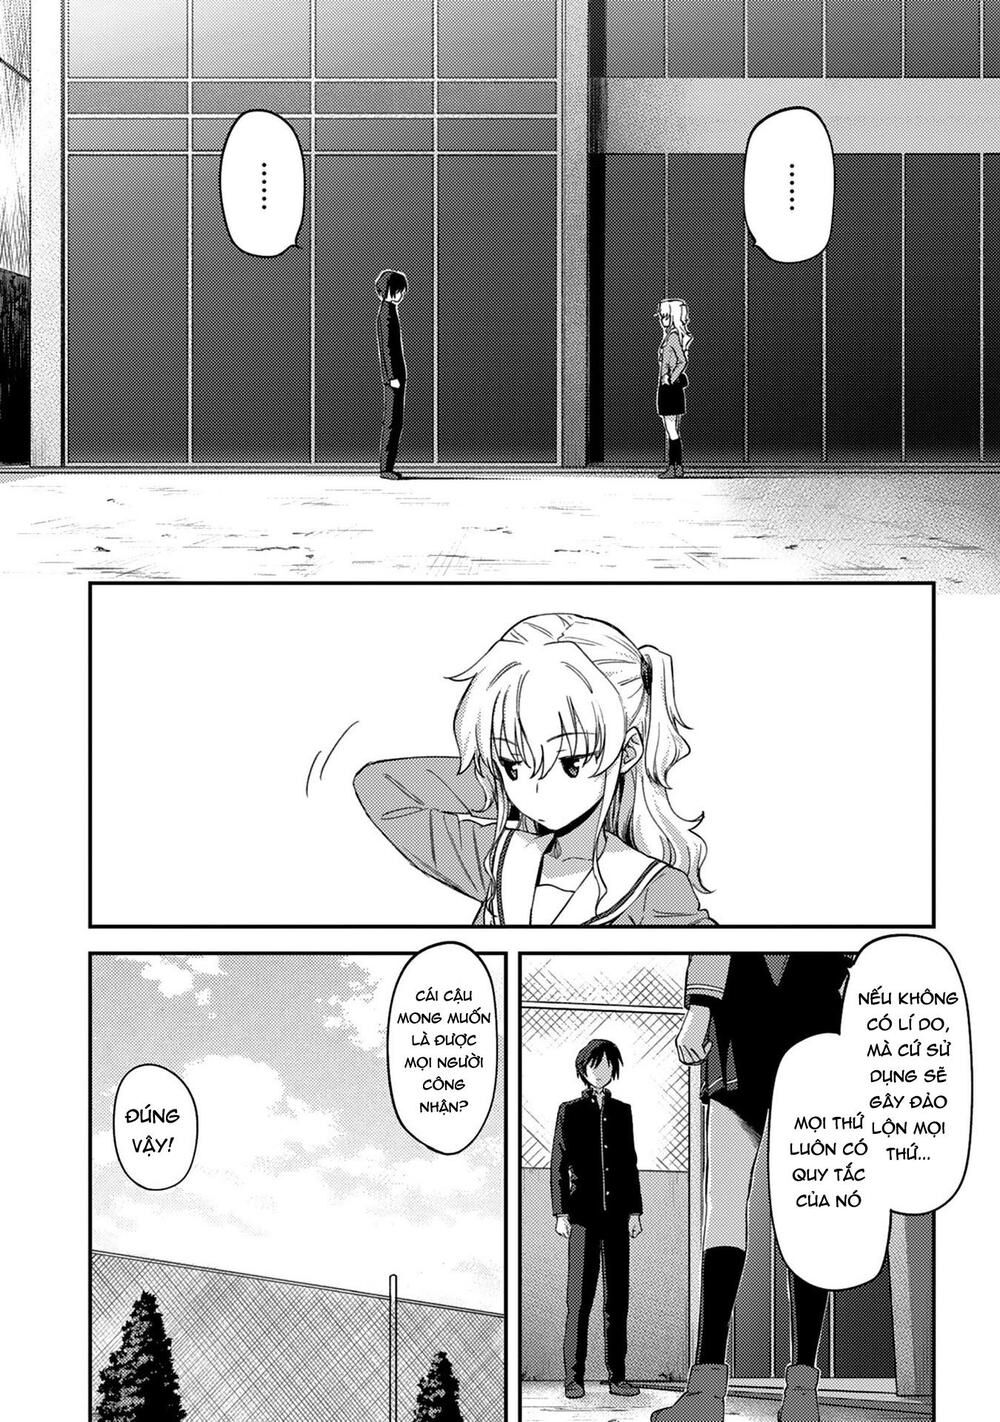 ......
......
NẾU KHÔNG
CÓ LÍ DO,
MÀ CỨ SỬ
DỤNG SẼ
GÂY ĐẢO
LỘN MỌI
THỨ...
MỌI THỨ
LUÔN CÓ
QUY TẮC
CỦA NÓ
CÁI CẬU
MONG MUỐN
LÀ ĐƯỢC
MỌI NGƯỜI
CÔNG
NHẬN?
ĐÚNG
VẬY!